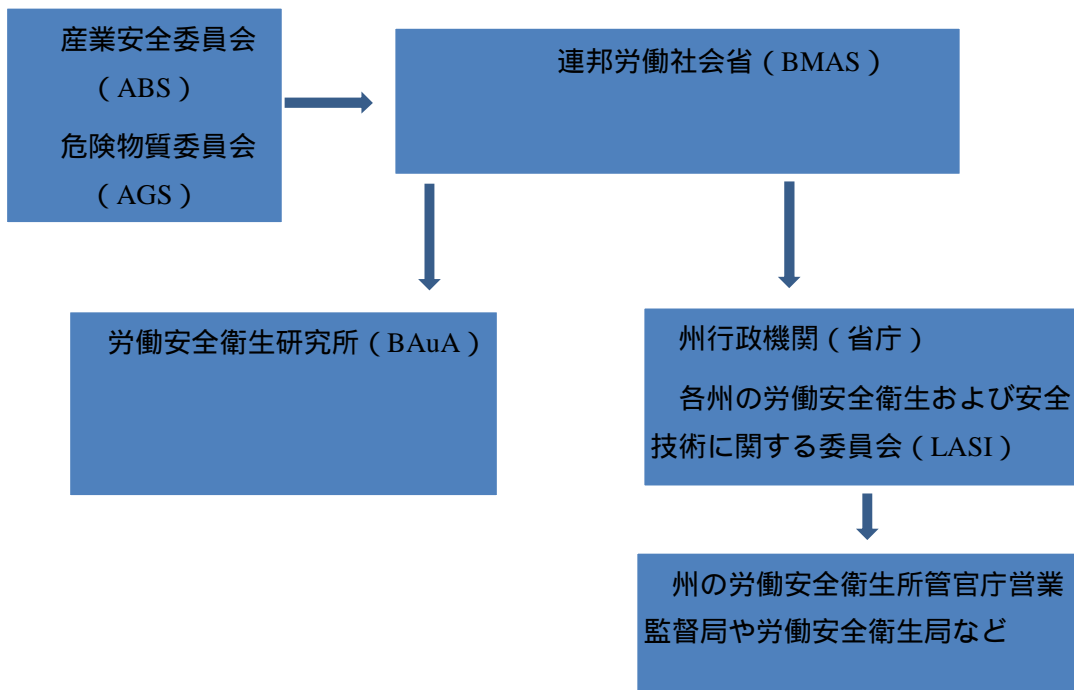 産業安全委員会
（ABS）
危険物質委員会
（AGS）
連邦労働社会省（BMAS）
労働安全衛生研究所（BAuA）
州行政機関（省庁）
各州の労働安全衛生および安全
技術に関する委員会（LASI）
州の労働安全衛生所管官庁営業
監督局や労働安全衛生局など